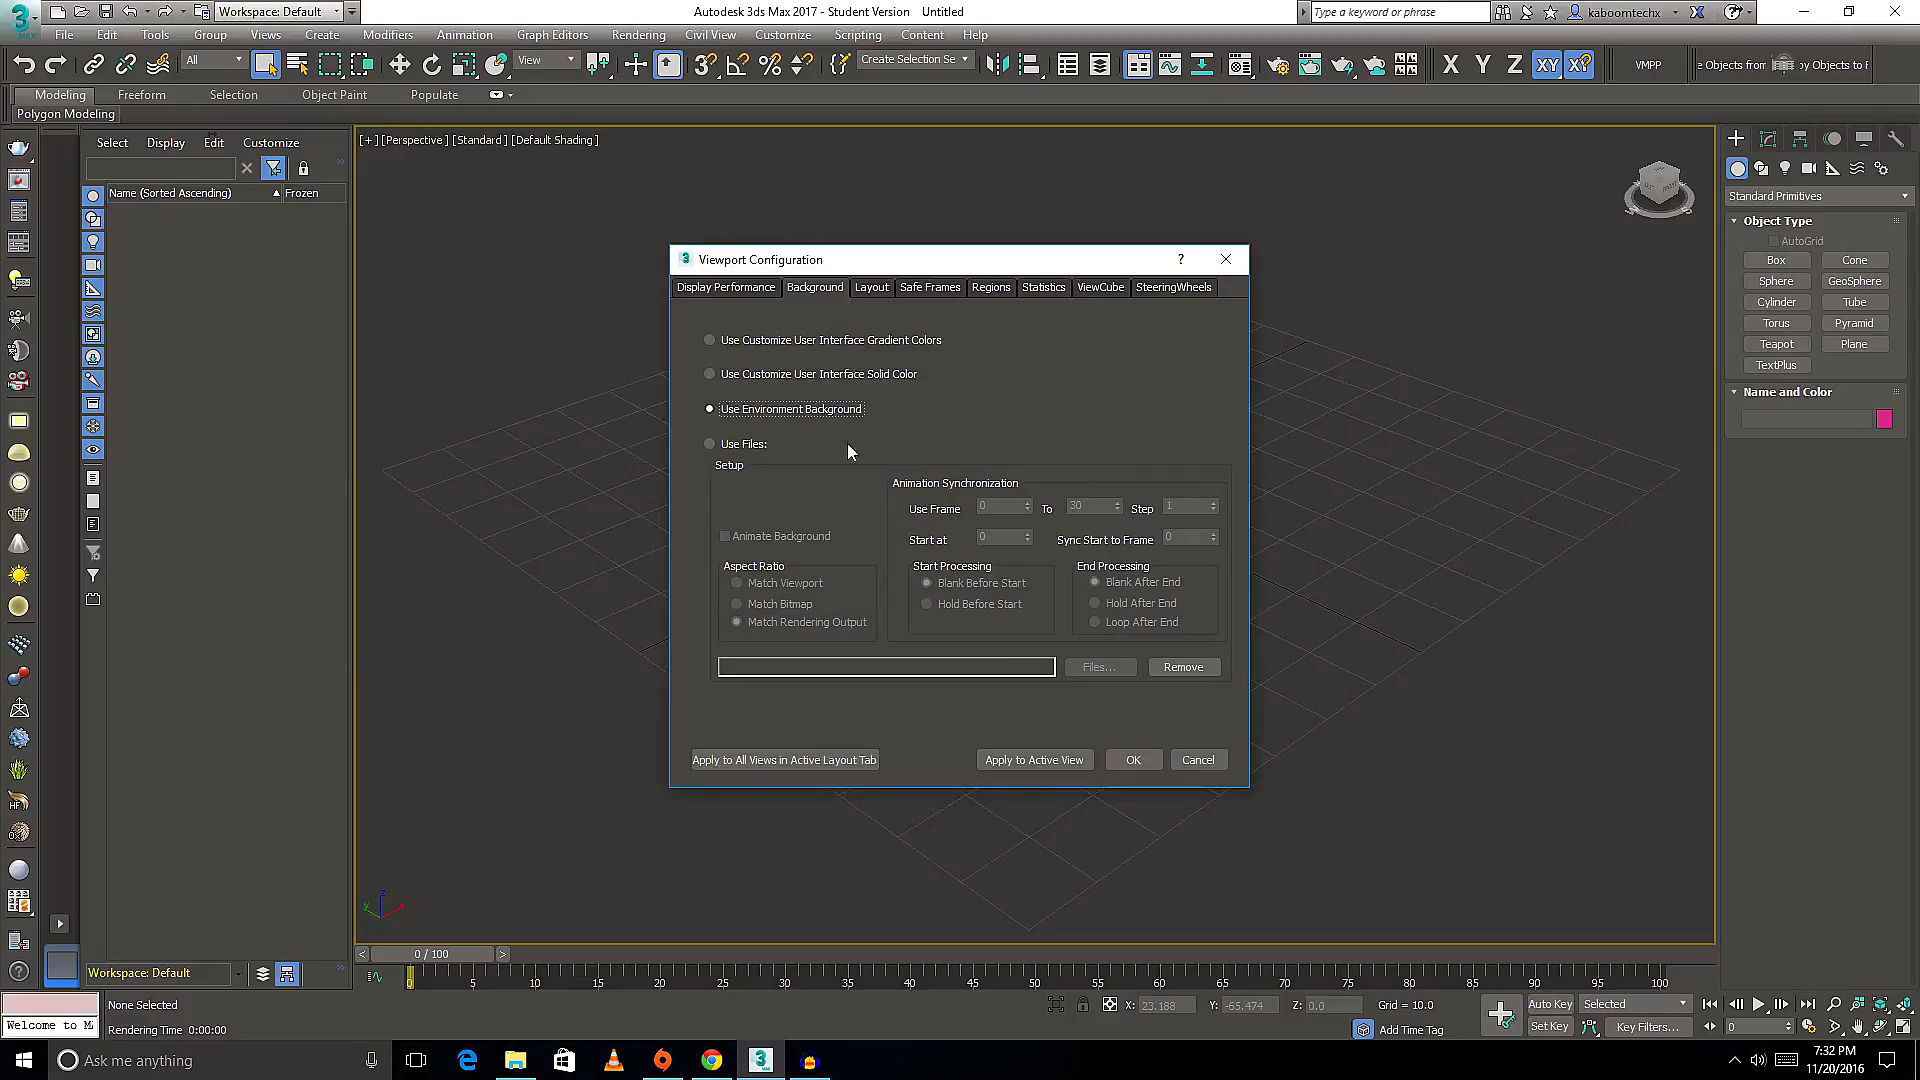 Workspace: Default
Autodesk 3ds Max 2017 - Student Version    Untitled
Type a keyword or phrase
kaboomtechx
MAX
File Edit Tools Group Views Create Modifiers Animation Graph Editors Rendering Civil View Customize Scripting Content Help
All
View
Create Selection Se
X Y Z XY XY
VMPP
e Objects from
by Objects to F
Modeling Freeform Selection Object Paint Populate
Polygon Modeling
Select Display Edit Customize
Name (Sorted Ascending)
Frozen
[+] [Perspective] [Standard] [Default Shading]
Viewport Configuration
Display Performance Background Layout Safe Frames Regions Statistics ViewCube SteeringWheels
Use Customize User Interface Gradient Colors
Use Customize User Interface Solid Color
Use Environment Background
Use Files:
Setup
Animation Synchronization
Use Frame 0 To 30 Step 1
Animate Background
Start at 0 Sync Start to Frame 0
Aspect Ratio
Match Viewport
Match Bitmap
Match Rendering Output
Start Processing
Blank Before Start
Hold Before Start
End Processing
Blank After End
Hold After End
Loop After End
Files...
Remove
Apply to All Views in Active Layout Tab
Apply to Active View
OK
Cancel
Standard Primitives
Object Type
AutoGrid
Box Cone
Sphere GeoSphere
Cylinder Tube
Torus Pyramid
Teapot Plane
TextPlus
Name and Color
Workspace: Default
0 / 100
0 5 10 15 20 25 30 35 40 45 50 55 60 65 70 75 80 85 90 95 100
None Selected
Welcome to M
Rendering Time 0:00:00
X: 23.188 Y: -65.474 Z: 0.0 Grid = 10.0
Add Time Tag
Auto Key Selected
Set Key Key Filters...
0
Ask me anything
7:32 PM
11/20/2016